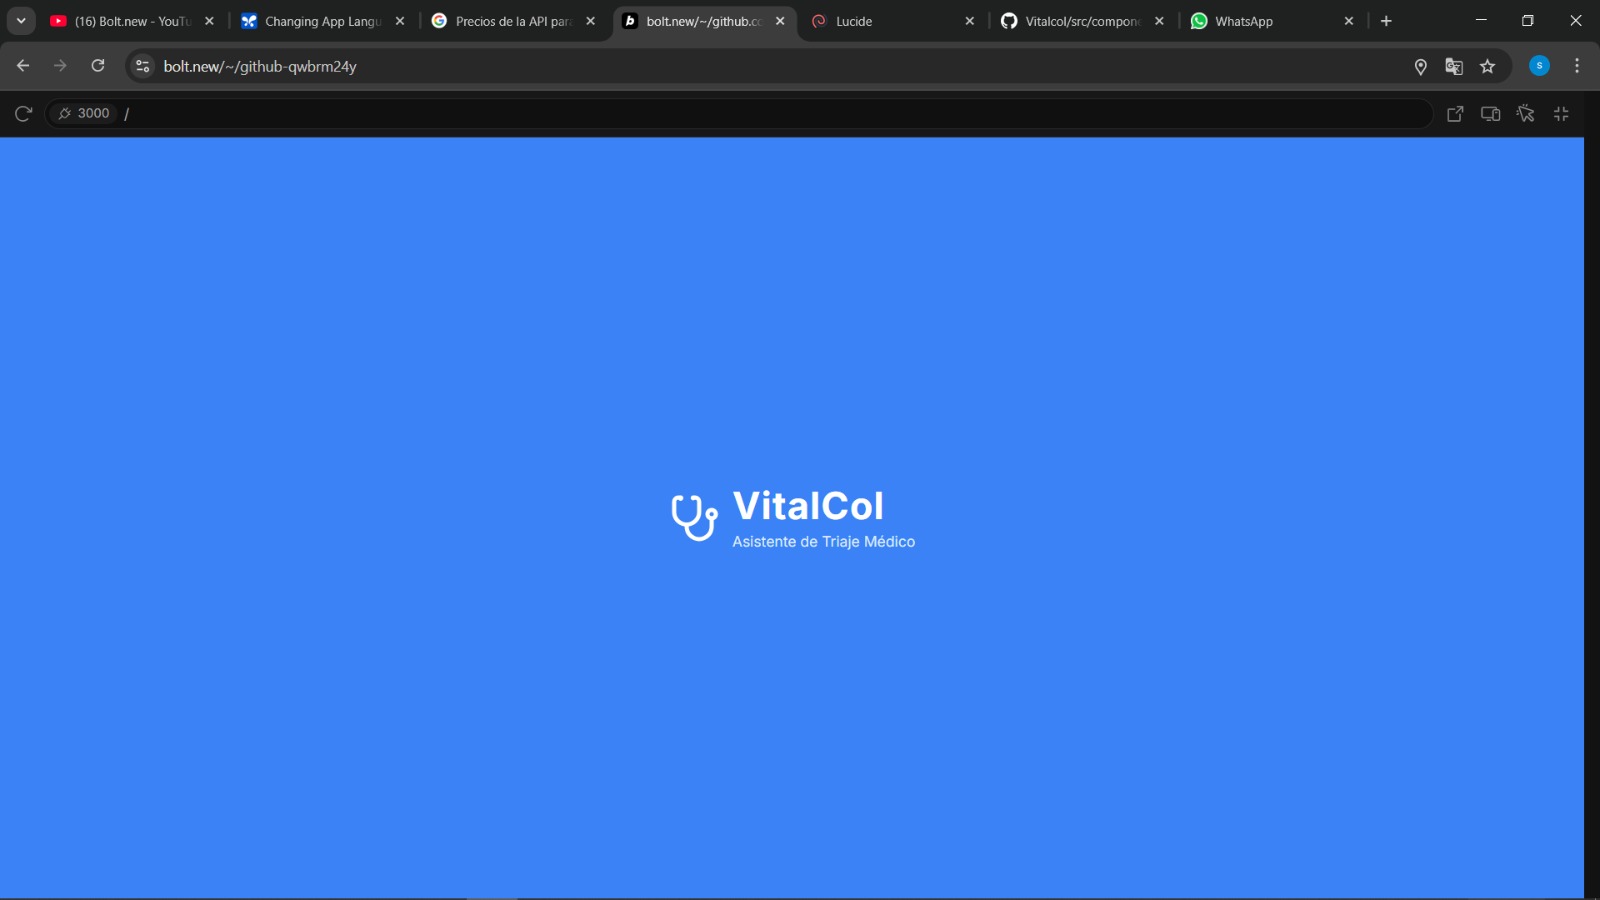 (16) Bolt.new - YouTu
Changing App Langu
Precios de la API par
bolt.new/~/github.cc
Lucide
Vitalcol/src/compone
WhatsApp
bolt.new/~/github-qwbrm24y
S
3000 /
VitalCol
Asistente de Triaje Médico